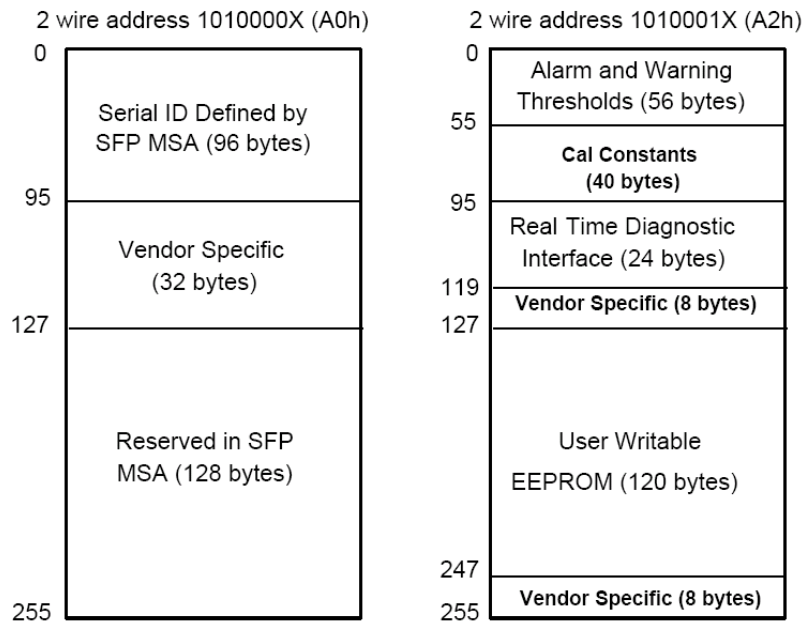 2 wire address 1010000X (A0h)
0
Serial ID Defined by
SFP MSA (96 bytes)
95
Vendor Specific
(32 bytes)
127
Reserved in SFP
MSA (128 bytes)
255
2 wire address 1010001X (A2h)
0
Alarm and Warning
Thresholds (56 bytes)
55
Cal Constants
(40 bytes)
95
Real Time Diagnostic
Interface (24 bytes)
119
Vendor Specific (8 bytes)
127
User Writable
EEPROM (120 bytes)
247
Vendor Specific (8 bytes)
255